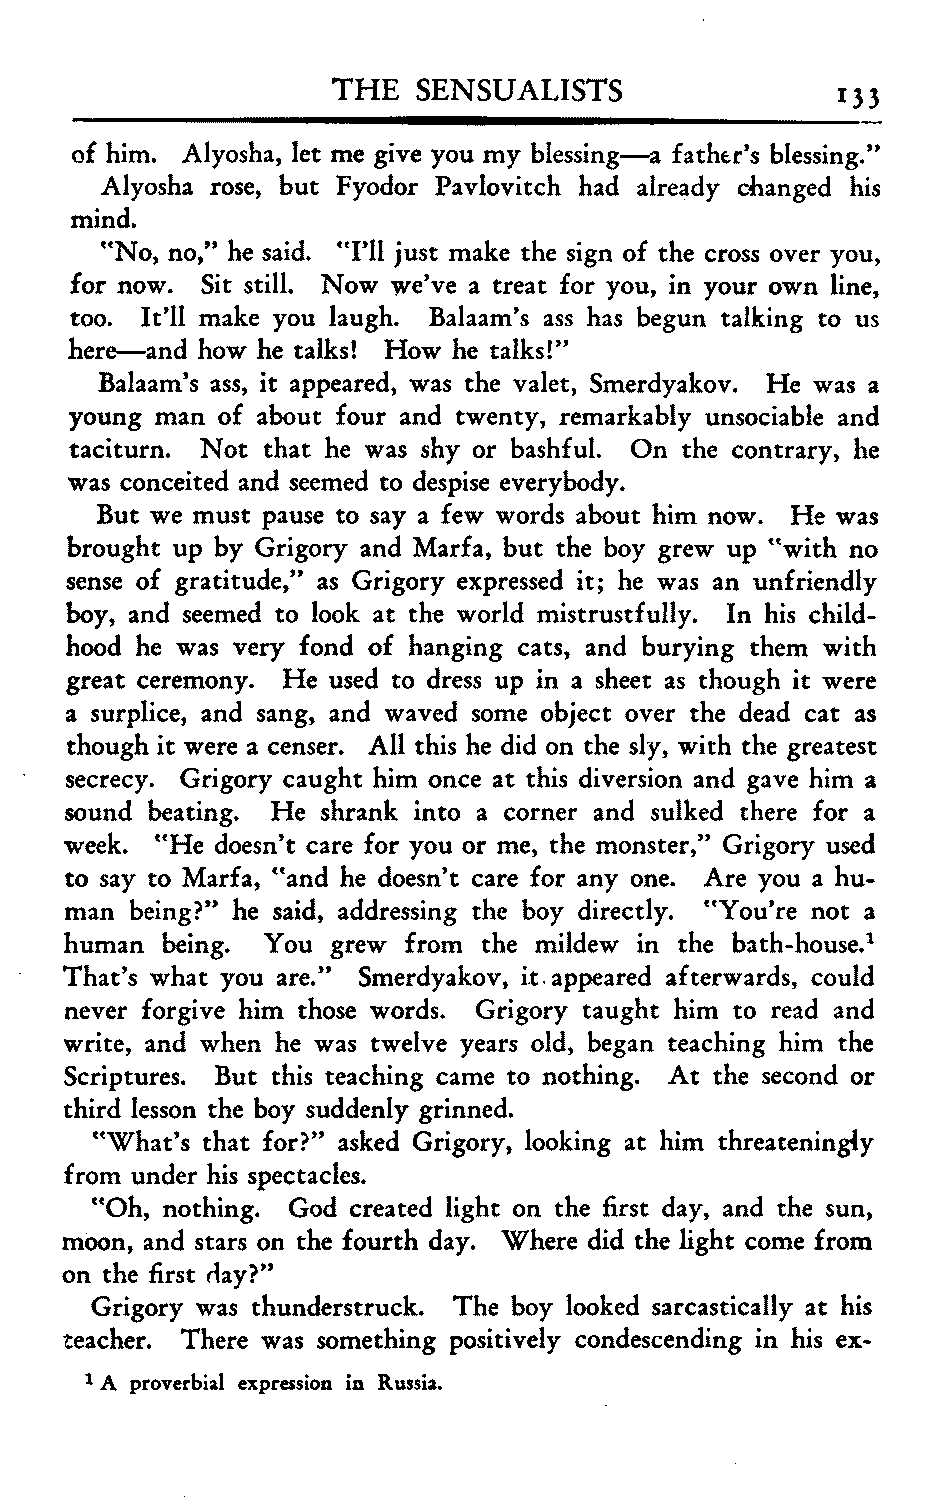 THE SENSUALISTS 133
of him. Alyosha, let me give you my blessing—a father's blessing."
Alyosha rose, but Fyodor Pavlovitch had already changed his
mind.
"No, no," he said. "I'll just make the sign of the cross over you,
for now. Sit still. Now we've a treat for you, in your own line,
too. It'll make you laugh. Balaam's ass has begun talking to us
here—and how he talks! How he talks!"
Balaam's ass, it appeared, was the valet, Smerdyakov. He was a
young man of about four and twenty, remarkably unsociable and
taciturn. Not that he was shy or bashful. On the contrary, he
was conceited and seemed to despise everybody.
But we must pause to say a few words about him now. He was
brought up by Grigory and Marfa, but the boy grew up "with no
sense of gratitude," as Grigory expressed it; he was an unfriendly
boy, and seemed to look at the world mistrustfully. In his child-
hood he was very fond of hanging cats, and burying them with
great ceremony. He used to dress up in a sheet as though it were
a surplice, and sang, and waved some object over the dead cat as
though it were a censer. All this he did on the sly, with the greatest
secrecy. Grigory caught him once at this diversion and gave him a
sound beating. He shrank into a corner and sulked there for a
week. "He doesn't care for you or me, the monster," Grigory used
to say to Marfa, "and he doesn't care for any one. Are you a hu-
man being?" he said, addressing the boy directly. "You're not a
human being. You grew from the mildew in the bath-house.¹
That's what you are." Smerdyakov, it appeared afterwards, could
never forgive him those words. Grigory taught him to read and
write, and when he was twelve years old, began teaching him the
Scriptures. But this teaching came to nothing. At the second or
third lesson the boy suddenly grinned.
"What's that for?" asked Grigory, looking at him threateningly
from under his spectacles.
"Oh, nothing. God created light on the first day, and the sun,
moon, and stars on the fourth day. Where did the light come from
on the first day?"
Grigory was thunderstruck. The boy looked sarcastically at his
teacher. There was something positively condescending in his ex-
¹ A proverbial expression in Russia.